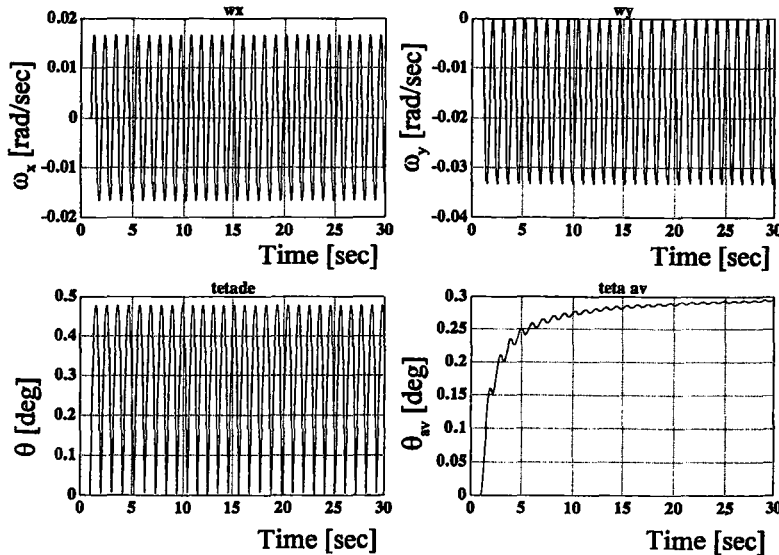 wx
0.02
0.01
0
-0.01
-0.02
ω_x [rad/sec]
0 5 10 15 20 25 30
Time [sec]
wy
0
-0.01
-0.02
-0.03
-0.04
ω_y [rad/sec]
0 5 10 15 20 25 30
Time [sec]
tetade
0.5
0.4
0.3
0.2
0.1
0
θ [deg]
0 5 10 15 20 25 30
Time [sec]
teta av
0.3
0.25
0.2
0.15
0.1
0.05
0
θ_av [deg]
0 5 10 15 20 25 30
Time [sec]